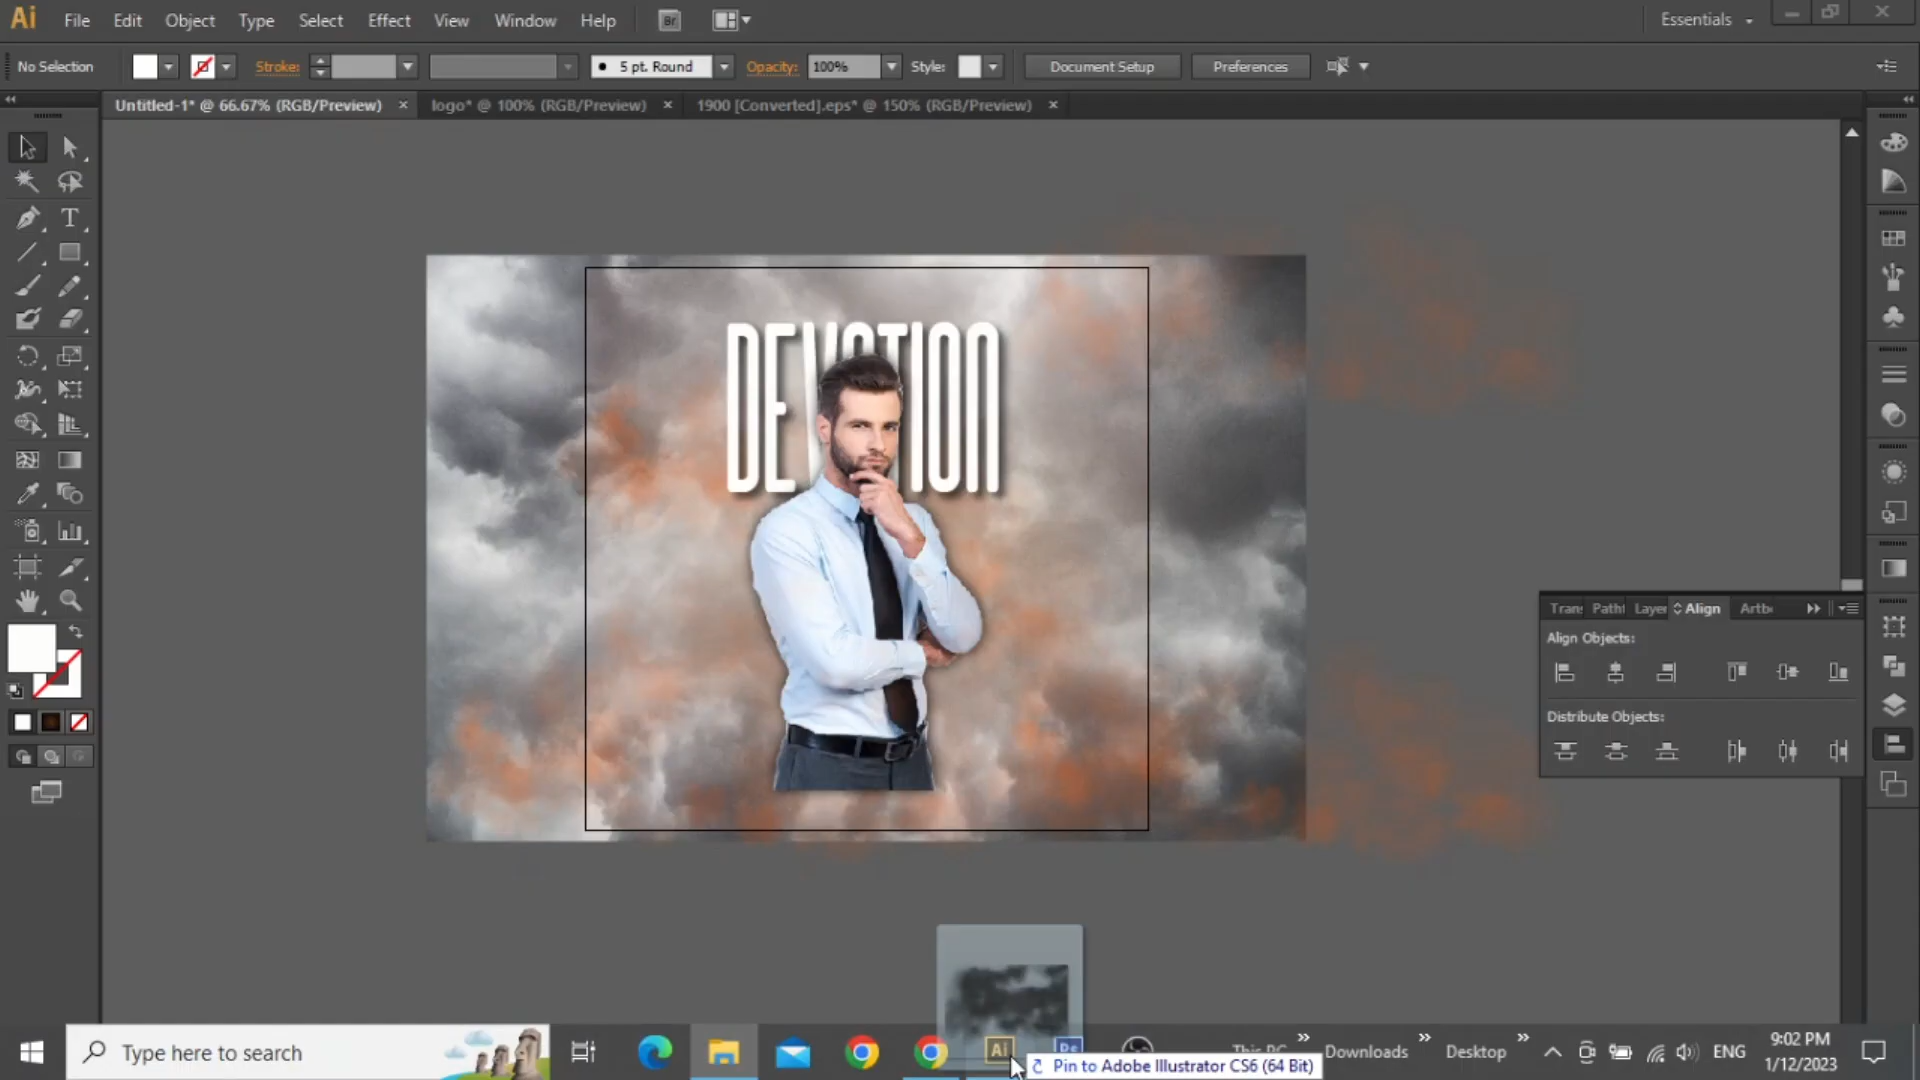 Ai File Edit Object Type Select Effect View Window Help Br Essentials
No Selection Stroke: 5 pt. Round Opacity: 100% Style: Document Setup Preferences
Untitled-1* @ 66.67% (RGB/Preview) × logo* @ 100% (RGB/Preview) × 1900 [Converted].eps* @ 150% (RGB/Preview) ×
DEVOTION
Trans Pathf Layer Align Artb
Align Objects:
Distribute Objects:
Type here to search
Ai
Downloads
Desktop
ENG
9:02 PM
1/12/2023
Pin to Adobe Illustrator CS6 (64 Bit)